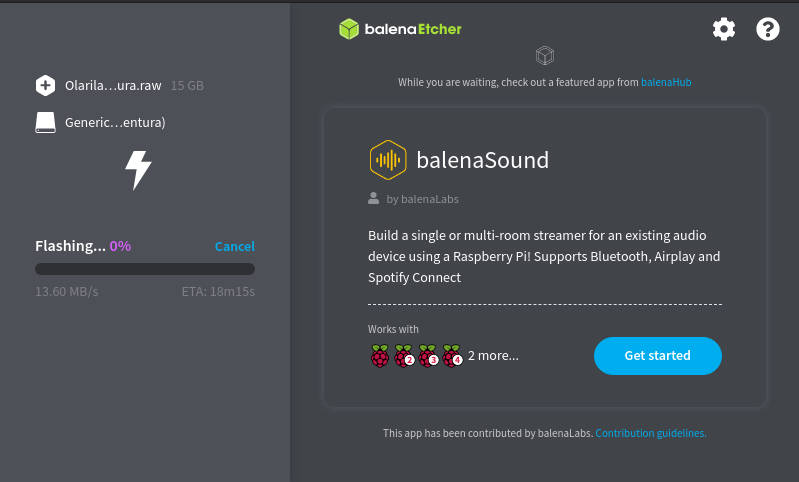 balenaEtcher
While you are waiting, check out a featured app from balenaHub
Olarila...ura.raw 15 GB
Generic...entura)
Flashing... 0% Cancel
13.60 MB/s ETA: 18m15s
balenaSound
by balenaLabs
Build a single or multi-room streamer for an existing audio
device using a Raspberry Pi! Supports Bluetooth, Airplay and
Spotify Connect
Works with
2 3 4 2 more...
Get started
This app has been contributed by balenaLabs. Contribution guidelines.